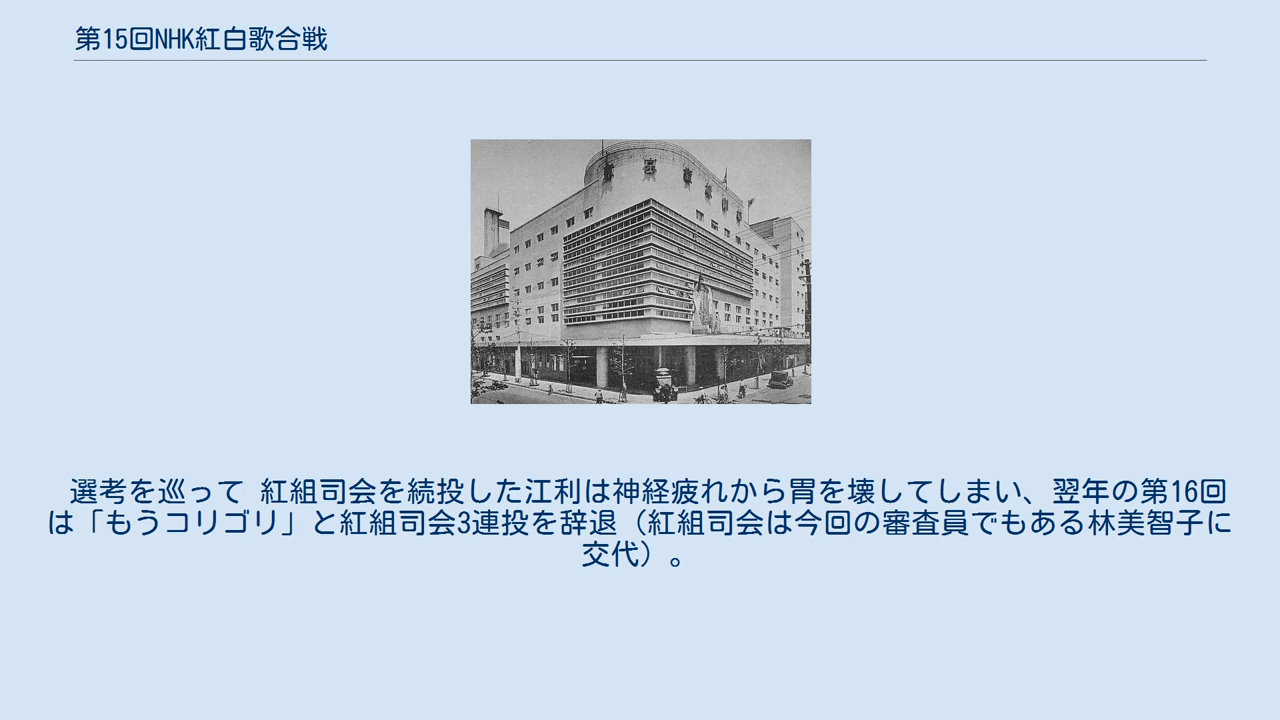 第15回NHK紅白歌合戦
選考を巡って 紅組司会を続投した江利は神経疲れから胃を壊してしまい、翌年の第16回
は「もうコリゴリ」と紅組司会3連投を辞退（紅組司会は今回の審査員でもある林美智子に
交代）。